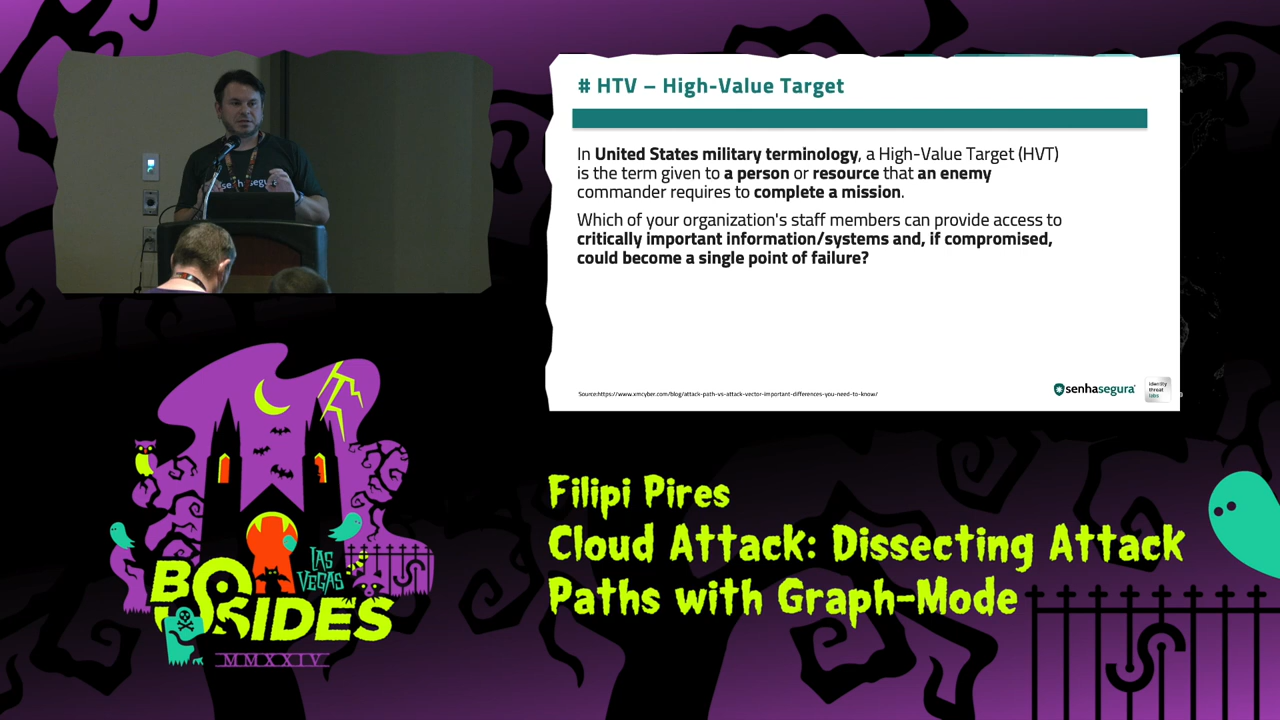 # HTV – High-Value Target
In United States military terminology, a High-Value Target (HVT)
is the term given to a person or resource that an enemy
commander requires to complete a mission.
Which of your organization's staff members can provide access to
critically important information/systems and, if compromised,
could become a single point of failure?
Source:https://www.xmcyber.com/blog/attack-path-vs-attack-vector-important-differences-you-need-to-know/
senhasegura
identity
threat
labs
senhasegura
BSIDES
LAS
VEGAS
MMXXIV
Filipi Pires
Cloud Attack: Dissecting Attack
Paths with Graph-Mode